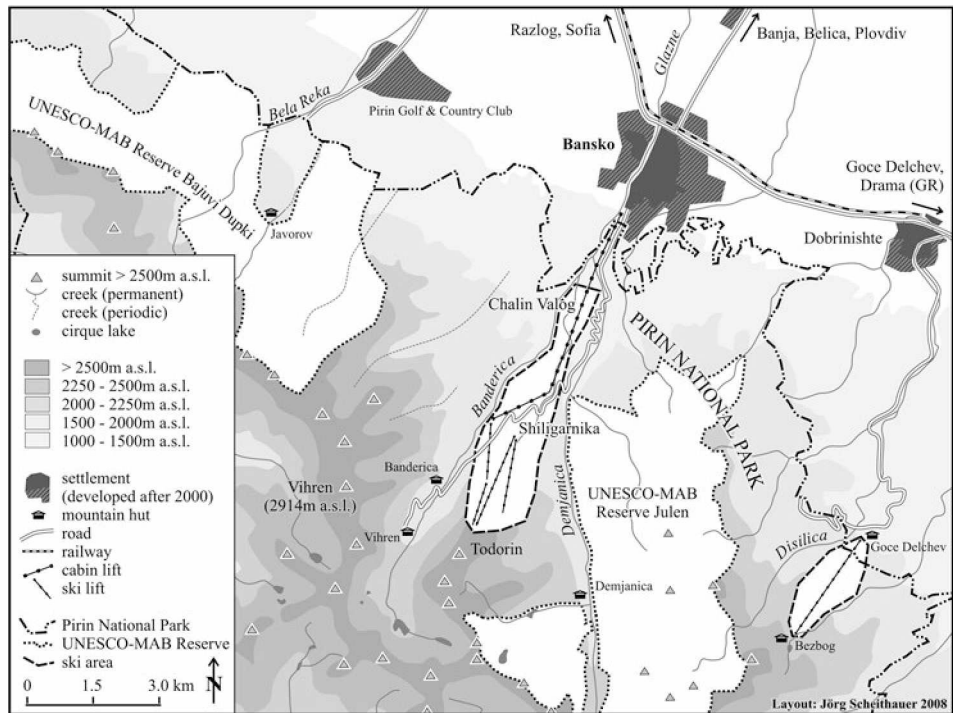 Razlog, Sofia
Glazne
Banja, Belica, Plovdiv
UNESCO-MAB Reserve Bajuvi Dupki
Bela Reka
Pirin Golf & Country Club
Bansko
Goce Delchev,
Drama (GR)
Dobrinishte
Javorov
Chalin Valog
PIRIN NATIONAL PARK
Banderica
Shiligarnika
Banderica
Vihren
(2914m a.s.l.)
Vihren
Todorin
Demjanica
UNESCO-MAB
Reserve Julen
Disilica
Goce Delchev
Demjanica
Bezbog
summit > 2500m a.s.l.
creek (permanent)
creek (periodic)
cirque lake
> 2500m a.s.l.
2250 - 2500m a.s.l.
2000 - 2250m a.s.l.
1500 - 2000m a.s.l.
1000 - 1500m a.s.l.
settlement
(developed after 2000)
mountain hut
road
railway
cabin lift
ski lift
Pirin National Park
UNESCO-MAB Reserve
ski area
0 1.5 3.0 km N
Layout: Jörg Scheithauer 2008